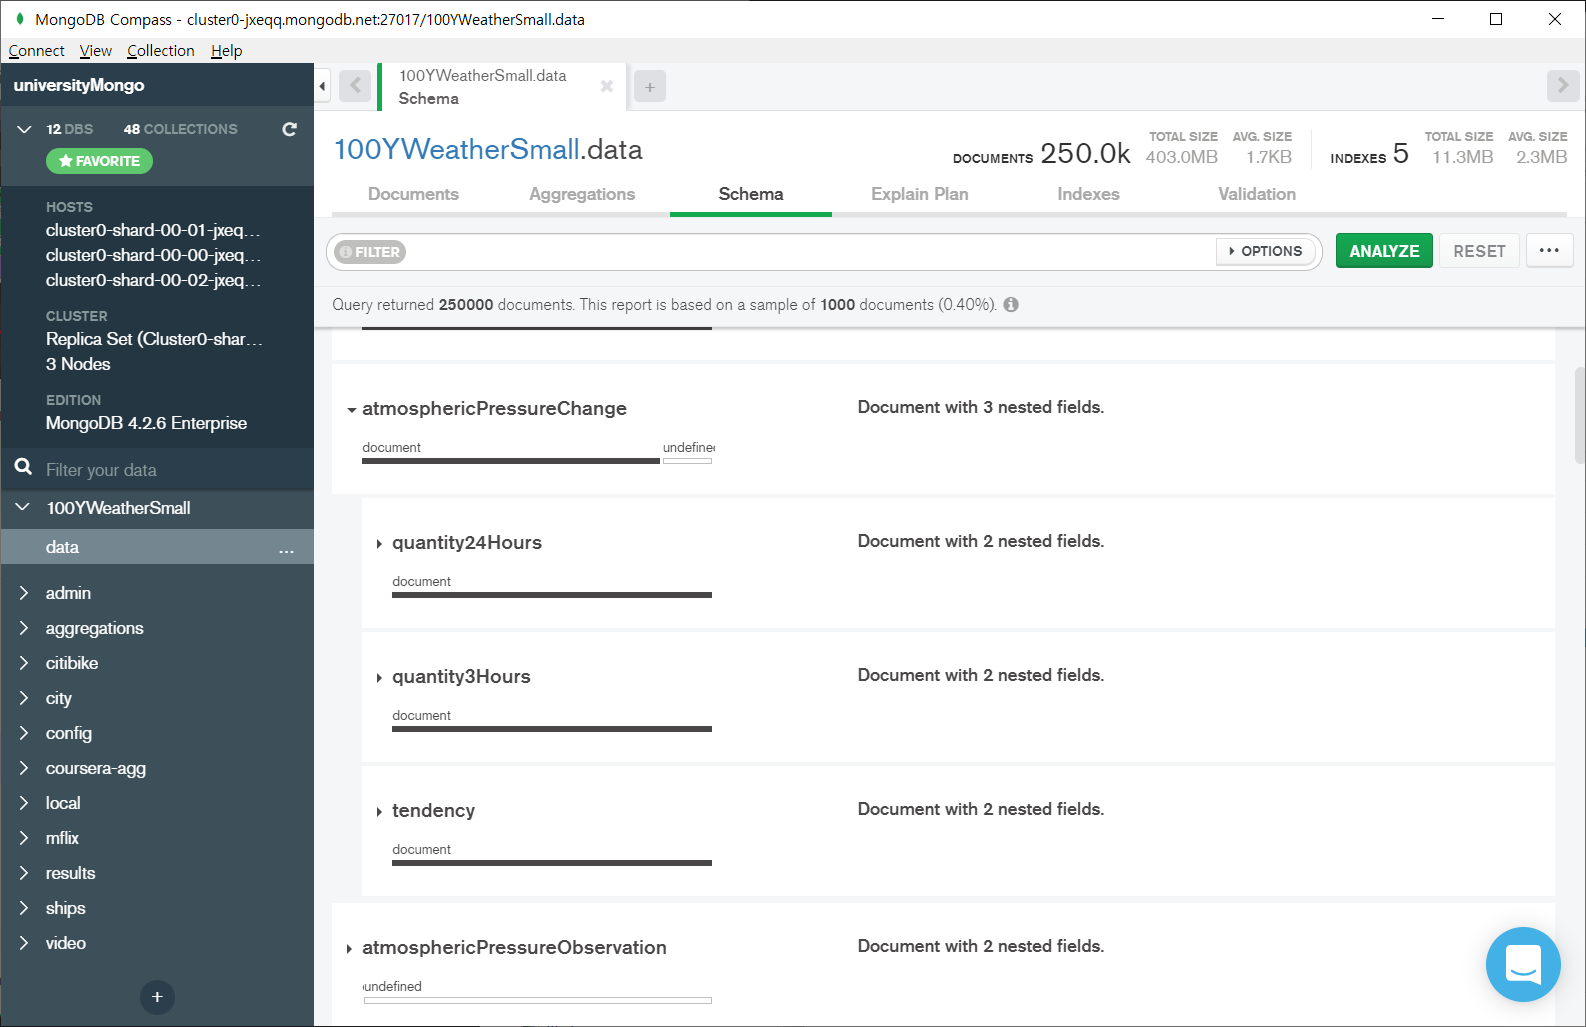 MongoDB Compass - cluster0-jxeqq.mongodb.net:27017/100YWeatherSmall.data
Connect View Collection Help
universityMongo
12 DBS 48 COLLECTIONS
FAVORITE
HOSTS
cluster0-shard-00-01-jxeq...
cluster0-shard-00-00-jxeq...
cluster0-shard-00-02-jxeq...
CLUSTER
Replica Set (Cluster0-shar...
3 Nodes
EDITION
MongoDB 4.2.6 Enterprise
Filter your data
100YWeatherSmall
data ...
admin
aggregations
citibike
city
config
coursera-agg
local
mflix
results
ships
video
+
100YWeatherSmall.data
Schema
+
100YWeatherSmall.data
DOCUMENTS 250.0k TOTAL SIZE 403.0MB AVG. SIZE 1.7KB
INDEXES 5 TOTAL SIZE 11.3MB AVG. SIZE 2.3MB
Documents Aggregations Schema Explain Plan Indexes Validation
FILTER OPTIONS ANALYZE RESET ...
Query returned 250000 documents. This report is based on a sample of 1000 documents (0.40%).
atmosphericPressureChange Document with 3 nested fields.
document undefined
quantity24Hours Document with 2 nested fields.
document
quantity3Hours Document with 2 nested fields.
document
tendency Document with 2 nested fields.
document
atmosphericPressureObservation Document with 2 nested fields.
undefined